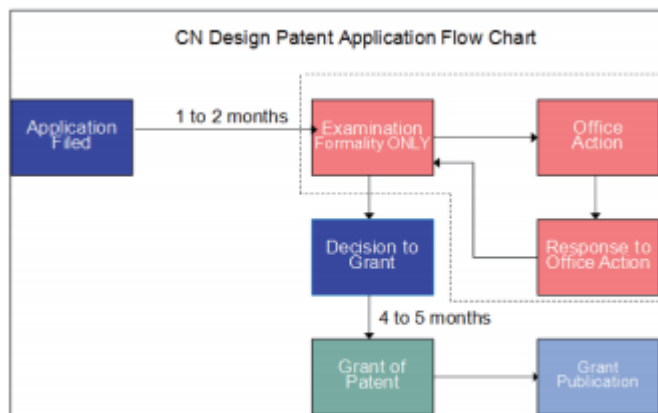 CN Design Patent Application Flow Chart
Application
Filed
1 to 2 months
Examination
Formality ONLY
Office
Action
Decision to
Grant
Response to
Office Action
4 to 5 months
Grant of
Patent
Grant
Publication